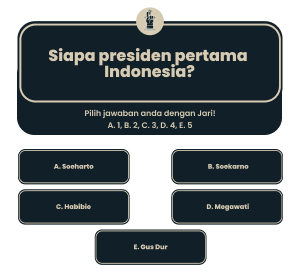 Siapa presiden pertama
Indonesia?
Pilih jawaban anda dengan Jari!
A. 1, B. 2, C. 3, D. 4, E. 5
A. Soeharto
B. Soekarno
C. Habibie
D. Megawati
E. Gus Dur